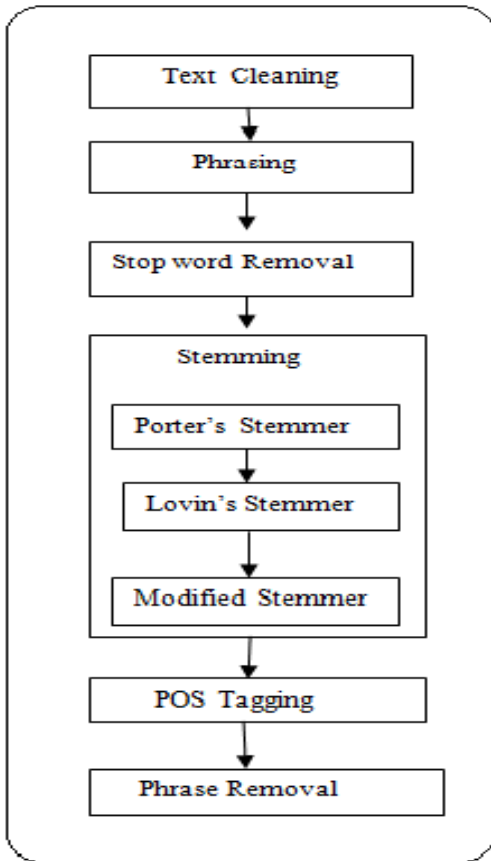 Text Cleaning
Phrasing
Stop word Removal
Stemming
Porter's Stemmer
Lovin's Stemmer
Modified Stemmer
POS Tagging
Phrase Removal